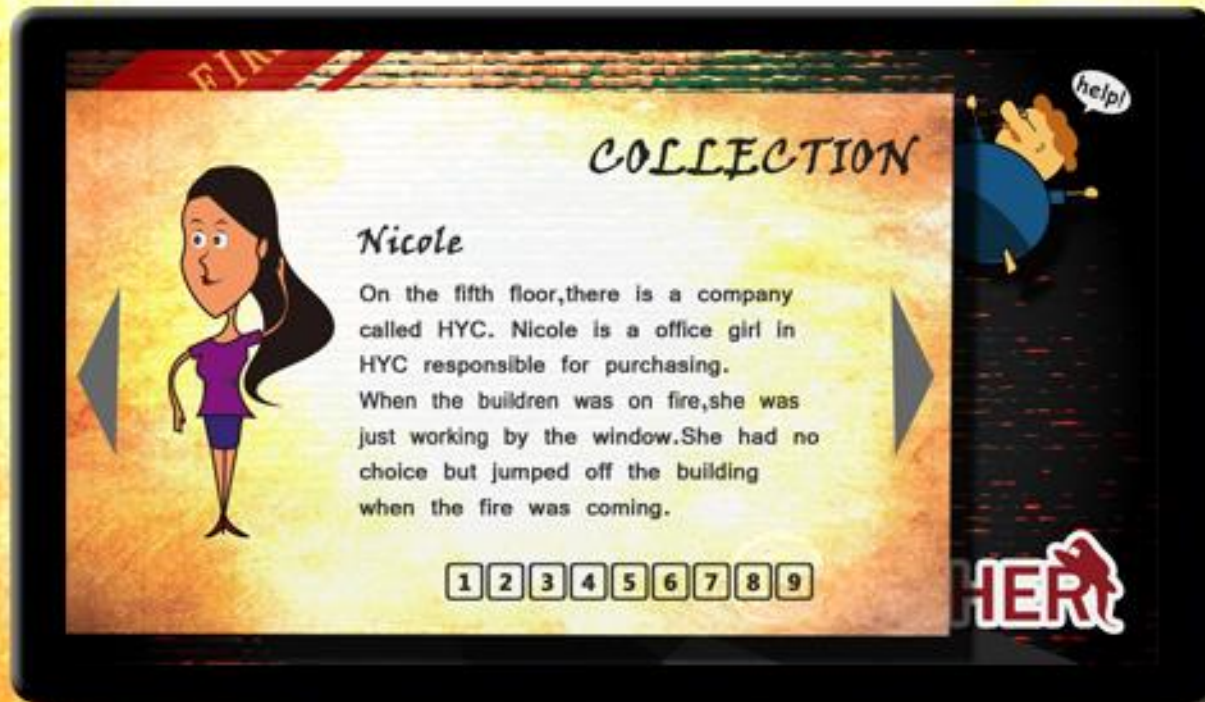 FIR
help!
COLLECTION
Nicole
On the fifth floor,there is a company
called HYC. Nicole is a office girl in
HYC responsible for purchasing.
When the buildren was on fire,she was
just working by the window.She had no
choice but jumped off the building
when the fire was coming.
1 2 3 4 5 6 7 8 9
HER